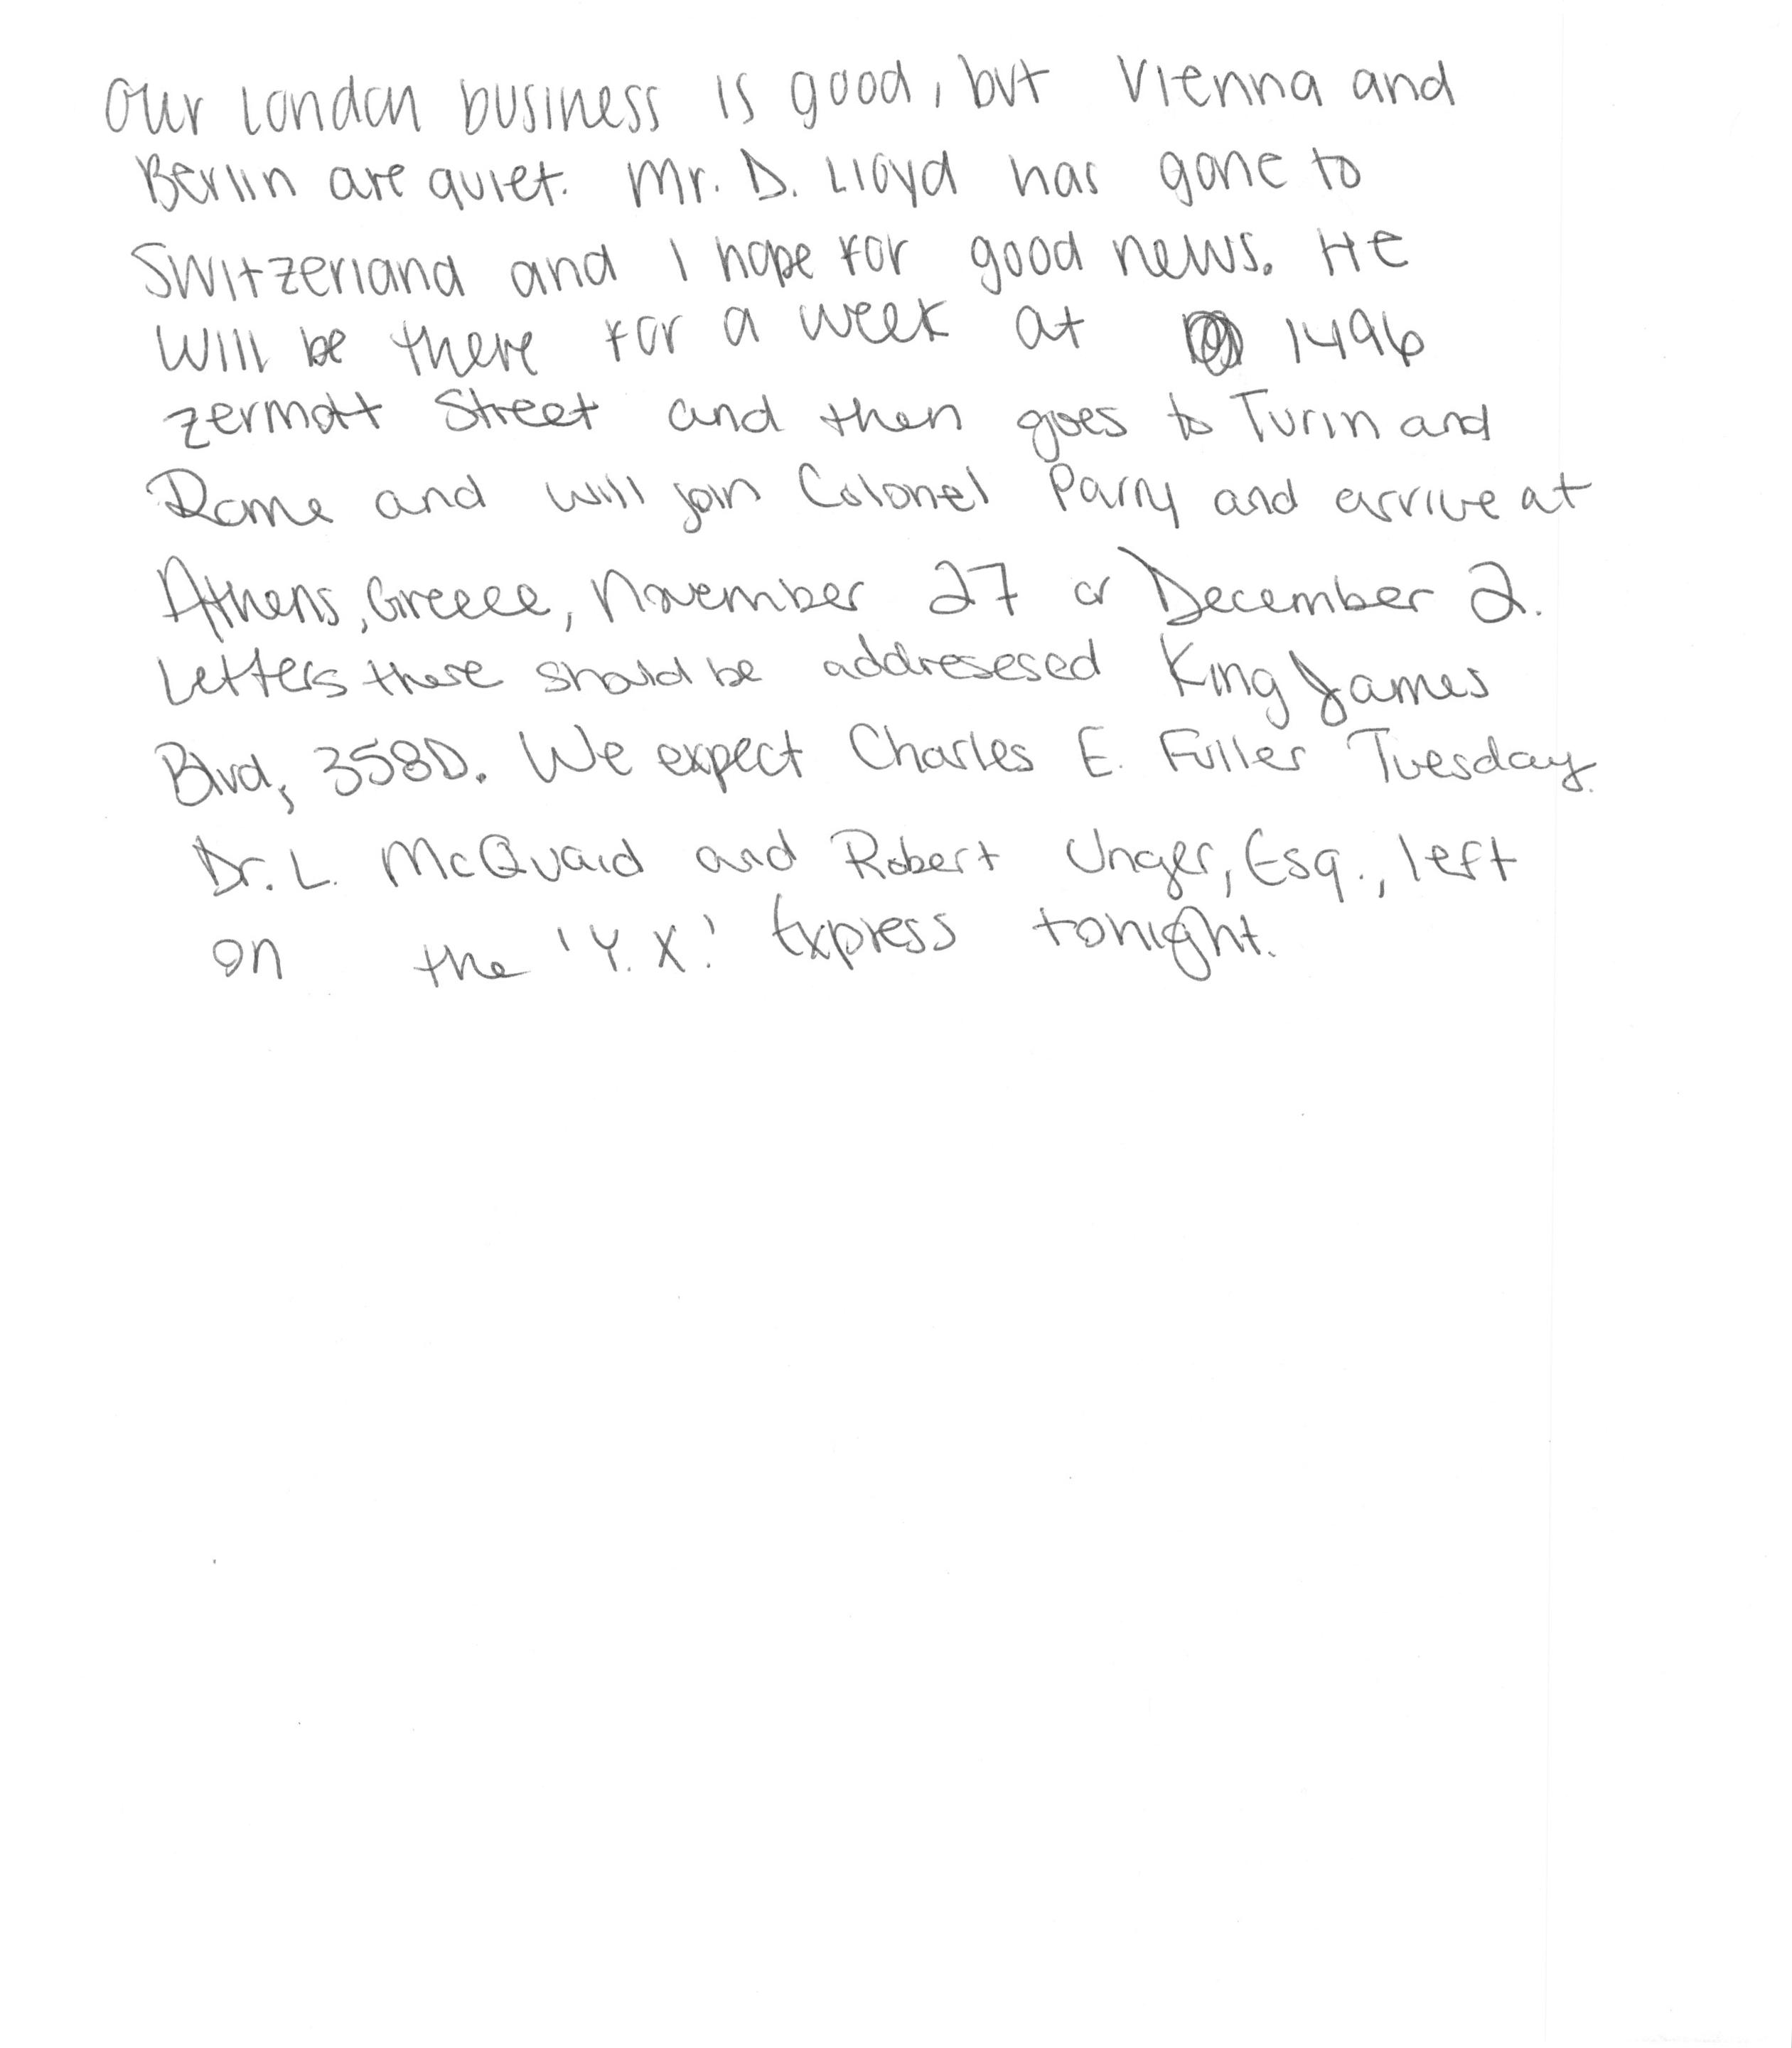 Our London business is good, but Vienna and
Berlin are quiet. Mr. D. Lloyd has gone to
Switzerland and I hope for good news. He
will be there for a week at 1496
Zermott Street and then goes to Turin and
Rome and will join Colonel Parry and arrive at
Athens, Greece, November 27 or December 2.
Letters there should be addresesed King James
Blvd, 358D. We expect Charles E. Fuller Tuesday.
Dr. L. McQuaid and Robert Unger, Esq., left
on the 'Y. X.' Express tonight.